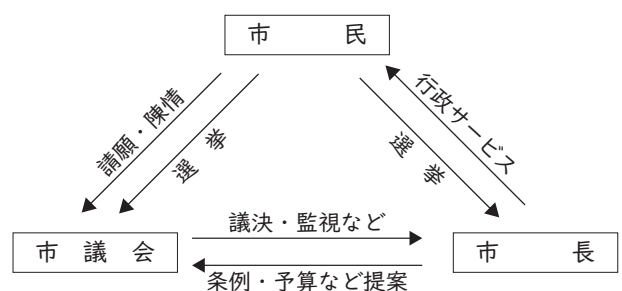 市民
請願・陳情
選挙
選挙
行政サービス
議決・監視など
市議会
市長
条例・予算など提案